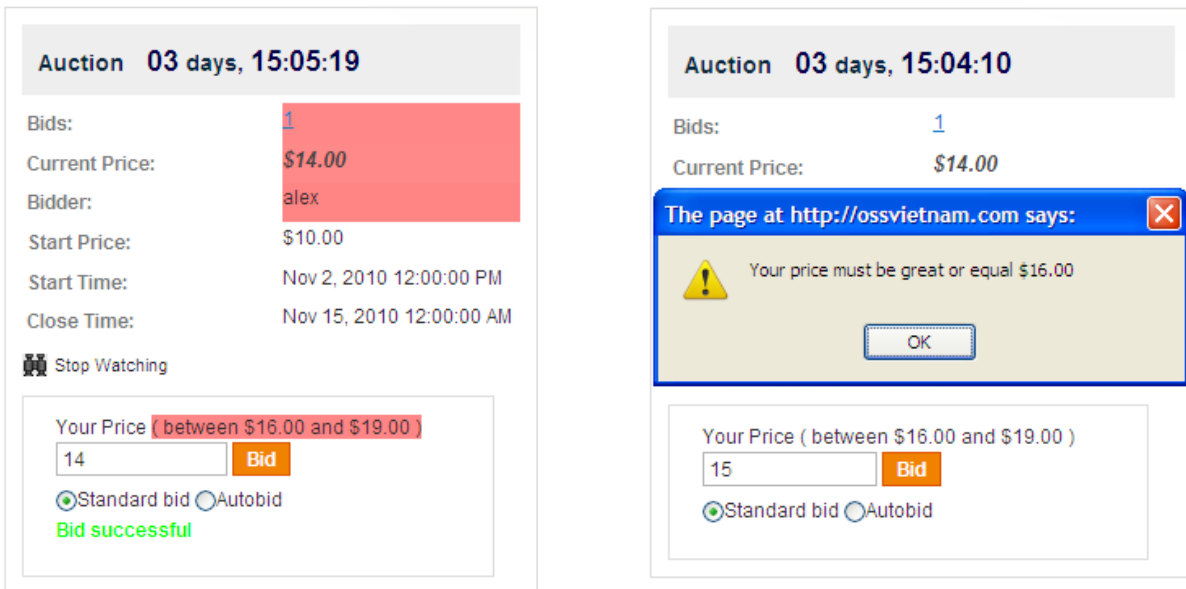 Auction 03 days, 15:05:19
Bids: 1
Current Price: $14.00
Bidder: alex
Start Price: $10.00
Start Time: Nov 2, 2010 12:00:00 PM
Close Time: Nov 15, 2010 12:00:00 AM
Stop Watching
Your Price ( between $16.00 and $19.00 )
14 Bid
Standard bid Autobid
Bid successful
Auction 03 days, 15:04:10
Bids: 1
Current Price: $14.00
The page at http://ossvietnam.com says:
Your price must be great or equal $16.00
OK
Your Price ( between $16.00 and $19.00 )
15 Bid
Standard bid Autobid